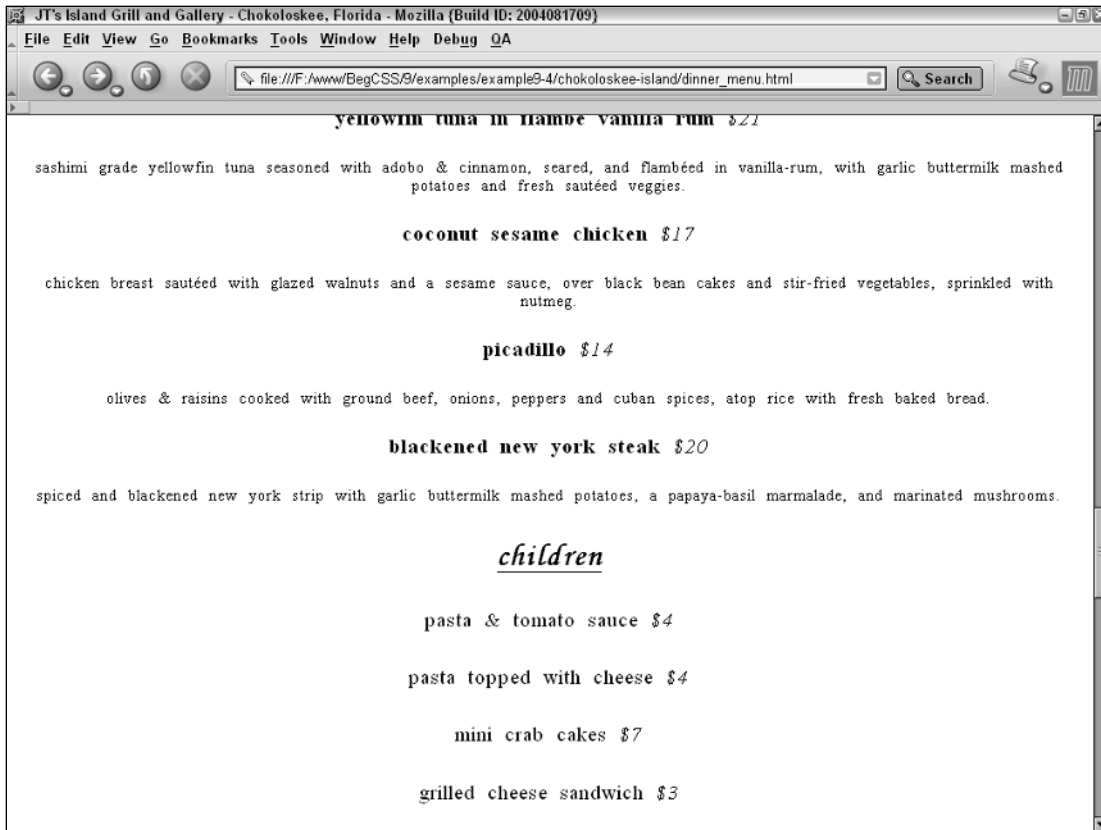 JT's Island Grill and Gallery - Chokoloskee, Florida - Mozilla {Build ID: 2004081709}
File Edit View Go Bookmarks Tools Window Help Debug QA
file:///F:/www/BegCSS/9/examples/example9-4/chokoloskee-island/dinner_menu.html Search
yellowfin tuna in flambé vanilla rum $21
sashimi grade yellowfin tuna seasoned with adobo & cinnamon, seared, and flambéed in vanilla-rum, with garlic buttermilk mashed
potatoes and fresh sautéed veggies.
coconut sesame chicken $17
chicken breast sautéed with glazed walnuts and a sesame sauce, over black bean cakes and stir-fried vegetables, sprinkled with
nutmeg.
picadillo $14
olives & raisins cooked with ground beef, onions, peppers and cuban spices, atop rice with fresh baked bread.
blackened new york steak $20
spiced and blackened new york strip with garlic buttermilk mashed potatoes, a papaya-basil marmalade, and marinated mushrooms.
children
pasta & tomato sauce $4
pasta topped with cheese $4
mini crab cakes $7
grilled cheese sandwich $3